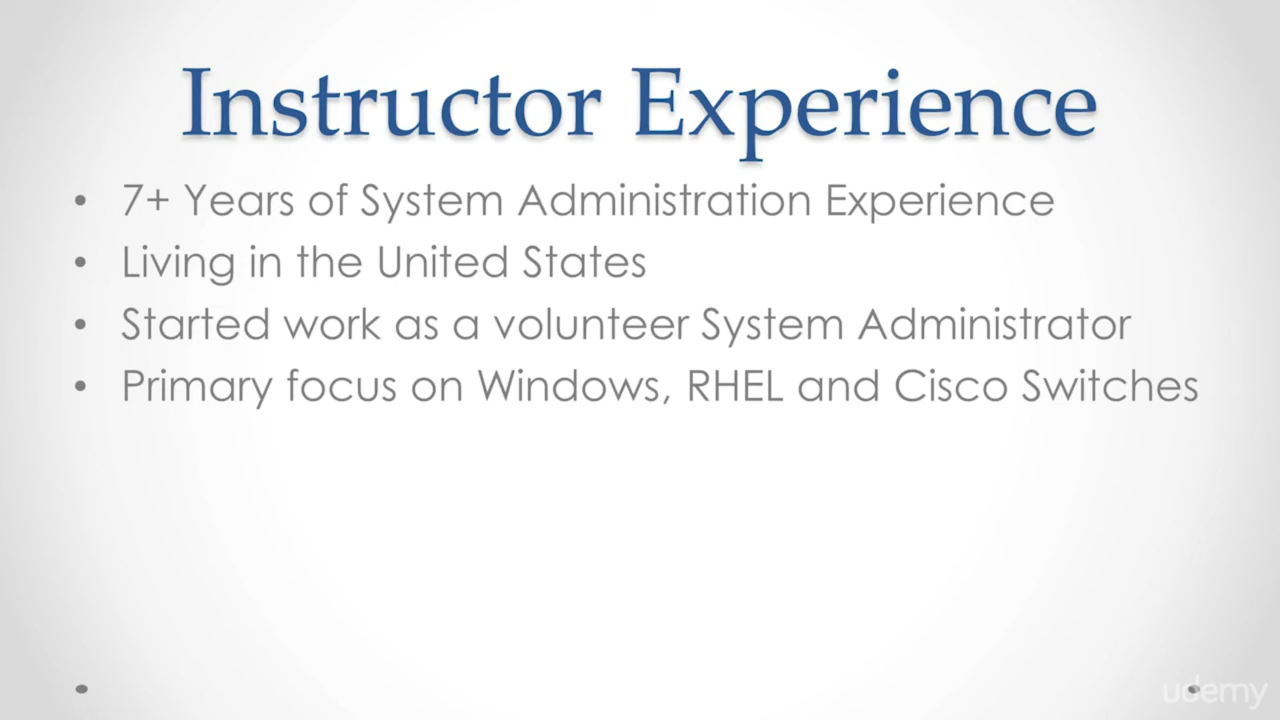 Instructor Experience
• 7+ Years of System Administration Experience
• Living in the United States
• Started work as a volunteer System Administrator
• Primary focus on Windows, RHEL and Cisco Switches
udemy